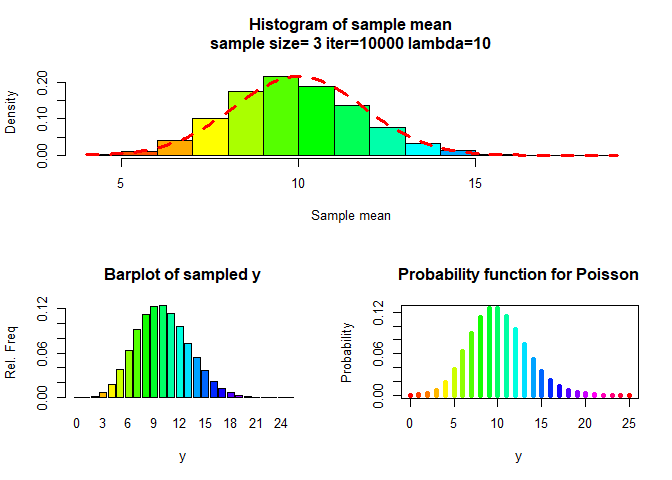 Histogram of sample mean
sample size= 3 iter=10000 lambda=10
Density
0.00 0.10 0.20
5 10 15
Sample mean
Barplot of sampled y
Rel. Freq
0.00 0.06 0.12
0 3 6 9 12 15 18 21 24
y
Probability function for Poisson
Probability
0.00 0.06 0.12
0 5 10 15 20 25
y